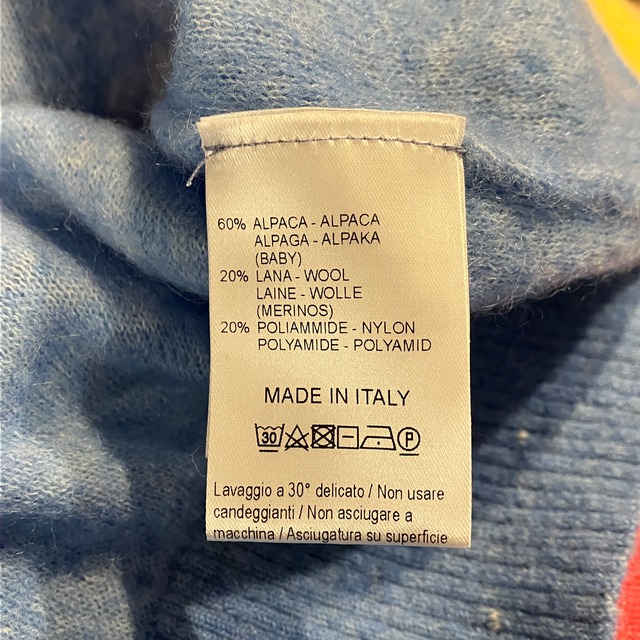 60% ALPACA - ALPACA
ALPAGA - ALPAKA
(BABY)
20% LANA - WOOL
LAINE - WOLLE
(MERINOS)
20% POLIAMMIDE - NYLON
POLYAMIDE - POLYAMID
MADE IN ITALY
30 P
Lavaggio a 30° delicato / Non usare
candeggianti / Non asciugare a
macchina / Asciugatura su superficie